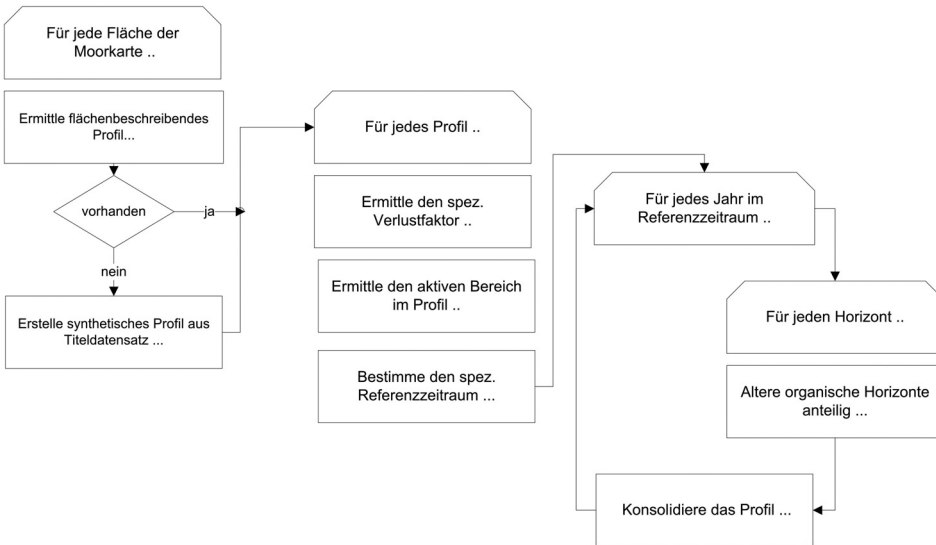 Für jede Fläche der
Moorkarte ..
Ermittle flächenbeschreibendes
Profil...
vorhanden
ja
nein
Erstelle synthetisches Profil aus
Titeldatensatz ...
Für jedes Profil ..
Ermittle den spez.
Verlustfaktor ..
Ermittle den aktiven Bereich
im Profil ..
Bestimme den spez.
Referenzzeitraum ...
Für jedes Jahr im
Referenzzeitraum ..
Für jeden Horizont ..
Altere organische Horizonte
anteilig ...
Konsolidiere das Profil ...